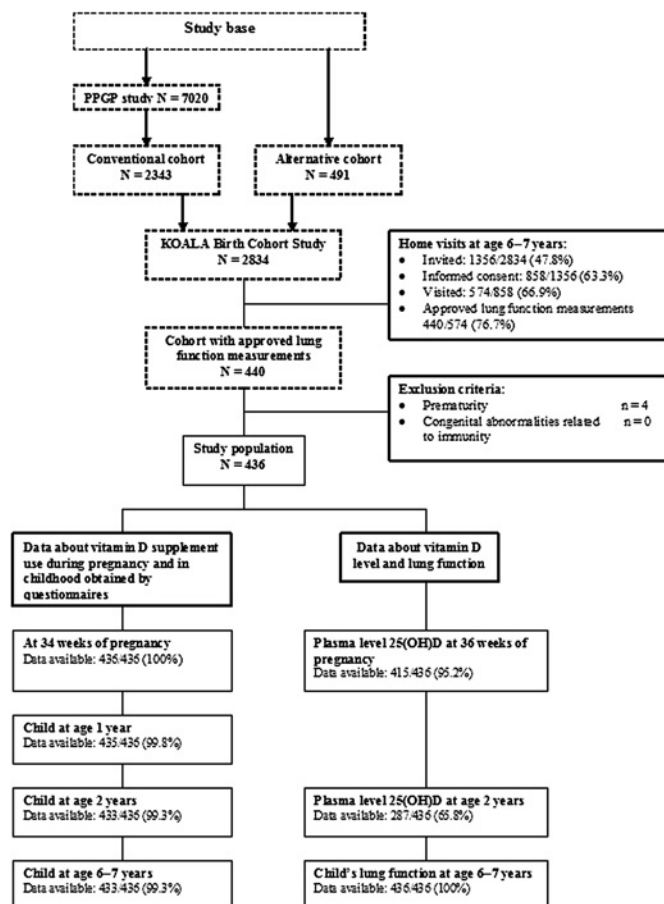 Study base
PPGP study N = 7020
Conventional cohort
N = 2343
Alternative cohort
N = 491
KOALA Birth Cohort Study
N = 2834
Home visits at age 6–7 years:
• Invited: 1356/2834 (47.8%)
• Informed consent: 858/1356 (63.3%)
• Visited: 574/858 (66.9%)
• Approved lung function measurements
440/574 (76.7%)
Cohort with approved lung
function measurements
N = 440
Exclusion criteria:
• Prematurity n = 4
• Congenital abnormalities related n = 0
to immunity
Study population
N = 436
Data about vitamin D supplement
use during pregnancy and in
childhood obtained by
questionnaires
Data about vitamin D
level and lung function
At 34 weeks of pregnancy
Data available: 436/436 (100%)
Plasma level 25(OH)D at 36 weeks of
pregnancy
Data available: 415/436 (95.2%)
Child at age 1 year
Data available: 435/436 (99.8%)
Child at age 2 years
Data available: 433/436 (99.3%)
Plasma level 25(OH)D at age 2 years
Data available: 287/436 (65.8%)
Child at age 6–7 years
Data available: 433/436 (99.3%)
Child's lung function at age 6–7 years
Data available: 436/436 (100%)